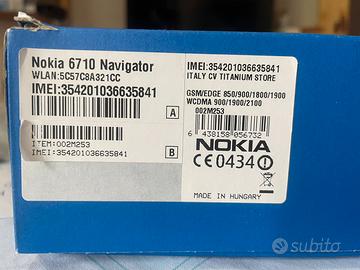 Nokia 6710 Navigator
WLAN:5C57C8A321CC
IMEI:354201036635841
A
ITEM:002M253
IMEI:354201036635841
B
IMEI:354201036635841
ITALY CV TITANIUM STORE
GSM/EDGE 850/900/1800/1900
WCDMA 900/1900/2100
002M253
6 438158 056732
NOKIA
CE0434
MADE IN HUNGARY
subito